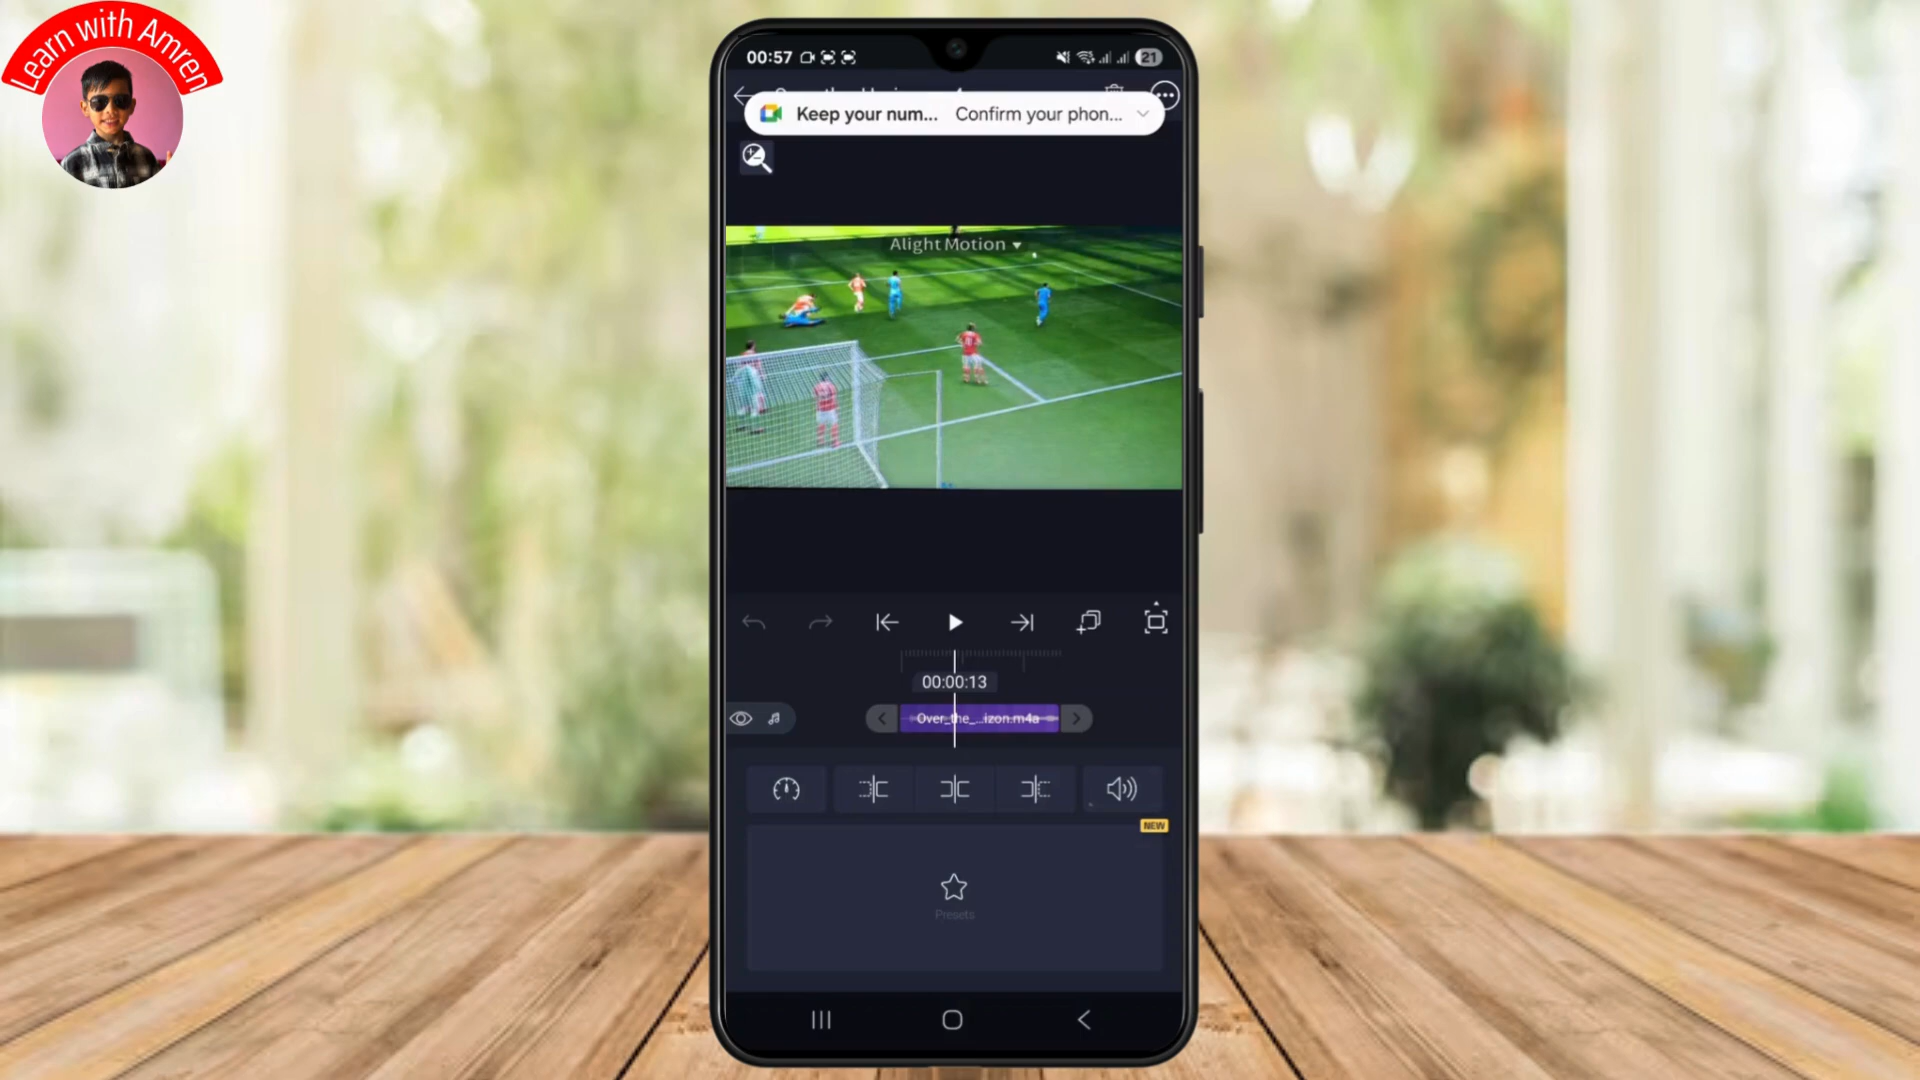 Learn with Amren
00:57
21
Keep your num... Confirm your phon...
Alight Motion
00:00:13
Over_the_...izon.m4a
NEW
Presets